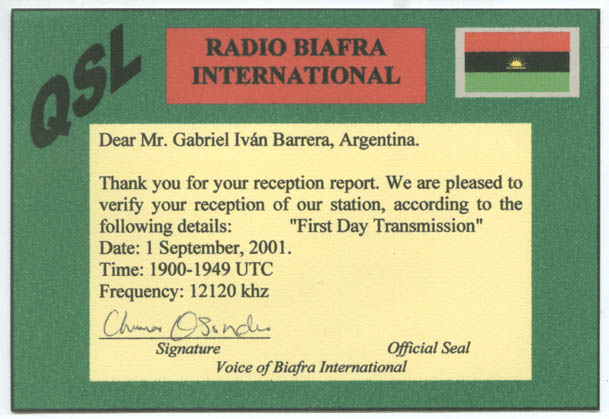 QSL
RADIO BIAFRA
INTERNATIONAL
Dear Mr. Gabriel Iván Barrera, Argentina.
Thank you for your reception report. We are pleased to
verify your reception of our station, according to the
following details: "First Day Transmission"
Date: 1 September, 2001.
Time: 1900-1949 UTC
Frequency: 12120 khz
Signature Official Seal
Voice of Biafra International